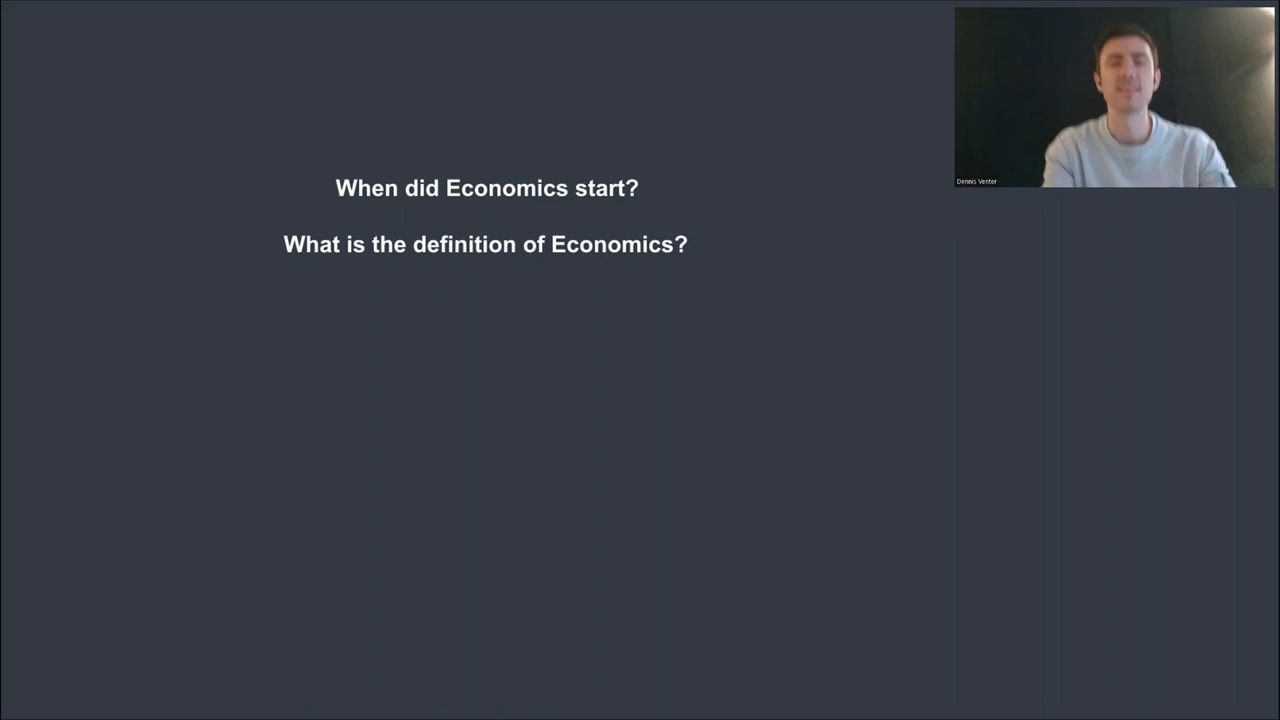 When did Economics start?
What is the definition of Economics?
Dennis Venter